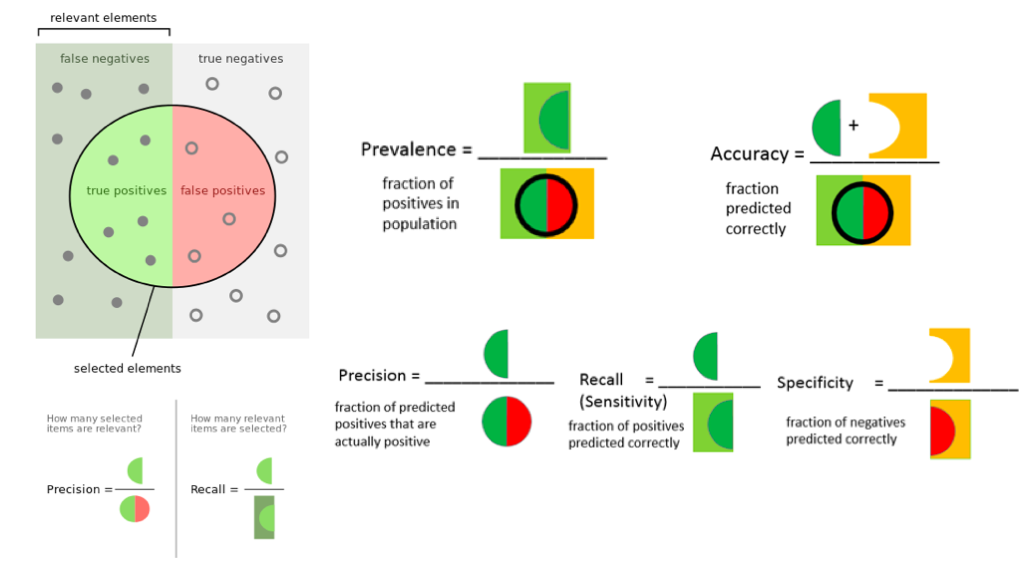 relevant elements
false negatives
true negatives
true positives
false positives
selected elements
How many selected
items are relevant?
How many relevant
items are selected?
Precision =
Recall =
Prevalence =
fraction of
positives in
population
Accuracy =
+
fraction
predicted
correctly
Precision =
fraction of predicted
positives that are
actually positive
Recall =
(Sensitivity)
fraction of positives
predicted correctly
Specificity =
fraction of negatives
predicted correctly